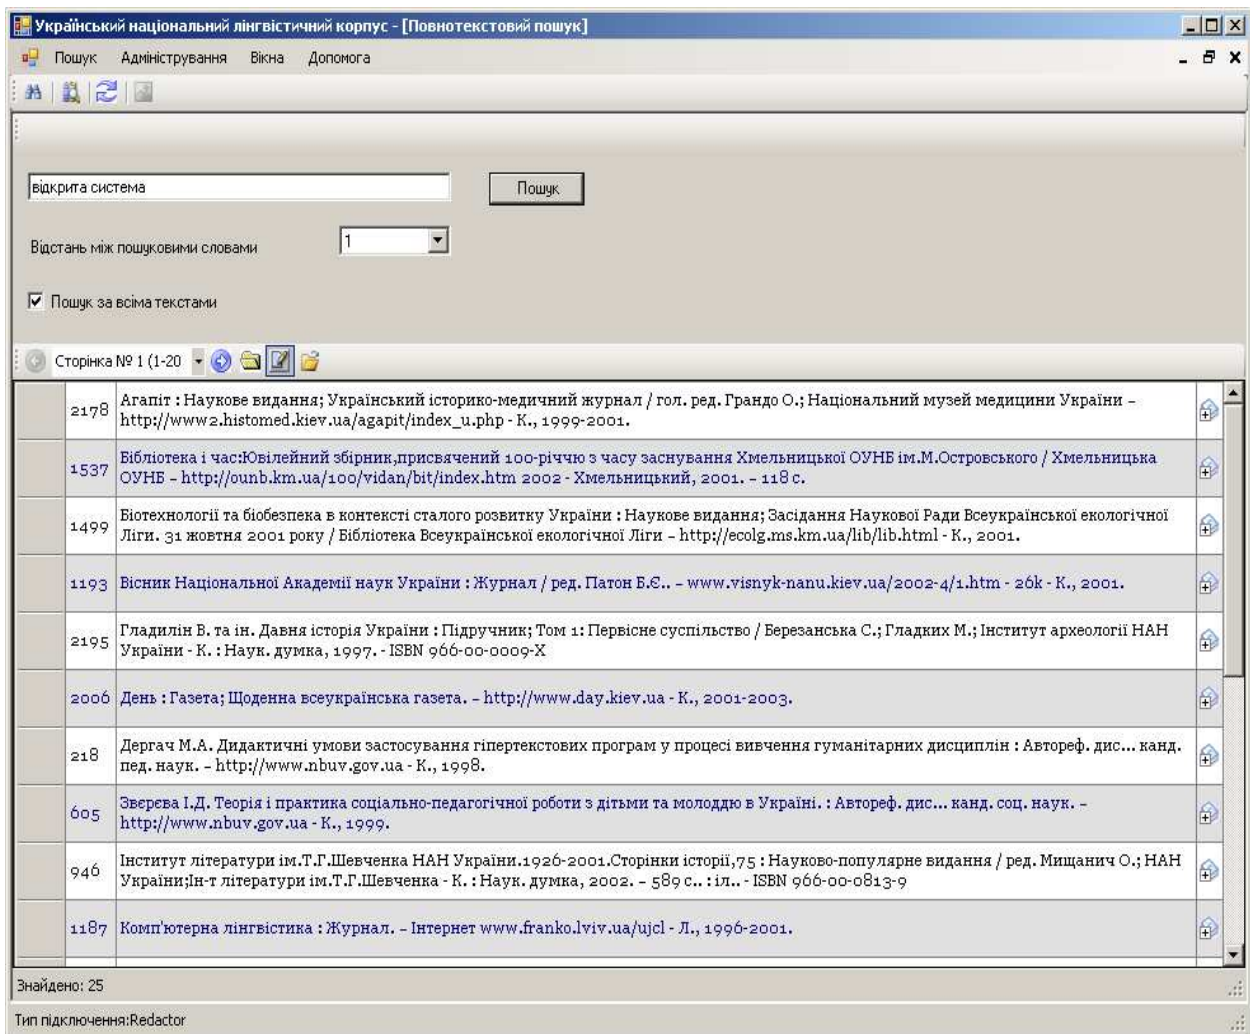 Український національний лінгвістичний корпус - [Повнотекстовий пошук]
Пошук Адміністрування Вікна Допомога
відкрита система
Пошук
Відстань між пошуковими словами
1
Пошук за всіма текстами
Сторінка № 1 (1-20
2178 Агапіт : Наукове видання; Український історико-медичний журнал / гол. ред. Грандо О.; Національний музей медицини України –
http://www2.histomed.kiev.ua/agapit/index_u.php - К., 1999-2001.
1537 Бібліотека і час:Ювілейний збірник,присвячений 100-річчю з часу заснування Хмельницької ОУНБ ім.М.Островського / Хмельницька
ОУНБ – http://ounb.km.ua/100/vidan/bit/index.htm 2002 - Хмельницький, 2001. – 118 с.
1499 Біотехнології та біобезпека в контексті сталого розвитку України : Наукове видання; Засідання Наукової Ради Всеукраїнської екологічної
Ліги. 31 жовтня 2001 року / Бібліотека Всеукраїнської екологічної Ліги – http://ecolg.ms.km.ua/lib/lib.html - К., 2001.
1193 Вісник Національної Академії наук України : Журнал / ред. Патон Б.Є.. – www.visnyk-nanu.kiev.ua/2002-4/1.htm - 26k - К., 2001.
2195 Гладилін В. та ін. Давня історія України : Підручник; Том 1: Первісне суспільство / Березанська С.; Гладких М.; Інститут археології НАН
України - К. : Наук. думка, 1997. - ISBN 966-00-0009-X
2006 День : Газета; Щоденна всеукраїнська газета. – http://www.day.kiev.ua - К., 2001-2003.
218 Дергач М.А. Дидактичні умови застосування гіпертекстових програм у процесі вивчення гуманітарних дисциплін : Автореф. дис... канд.
пед. наук. – http://www.nbuv.gov.ua - К., 1998.
605 Звєрєва І.Д. Теорія і практика соціально-педагогічної роботи з дітьми та молоддю в Україні. : Автореф. дис... канд. соц. наук. –
http://www.nbuv.gov.ua - К., 1999.
946 Інститут літератури ім.Т.Г.Шевченка НАН України.1926-2001.Сторінки історії,75 : Науково-популярне видання / ред. Мишанич О.; НАН
України;Ін-т літератури ім.Т.Г.Шевченка - К. : Наук. думка, 2002. – 589 с.. : іл.. - ISBN 966-00-0813-9
1187 Комп'ютерна лінгвістика : Журнал. – Інтернет www.franko.lviv.ua/ujcl - Л., 1996-2001.
Знайдено: 25
Тип підключення:Redactor